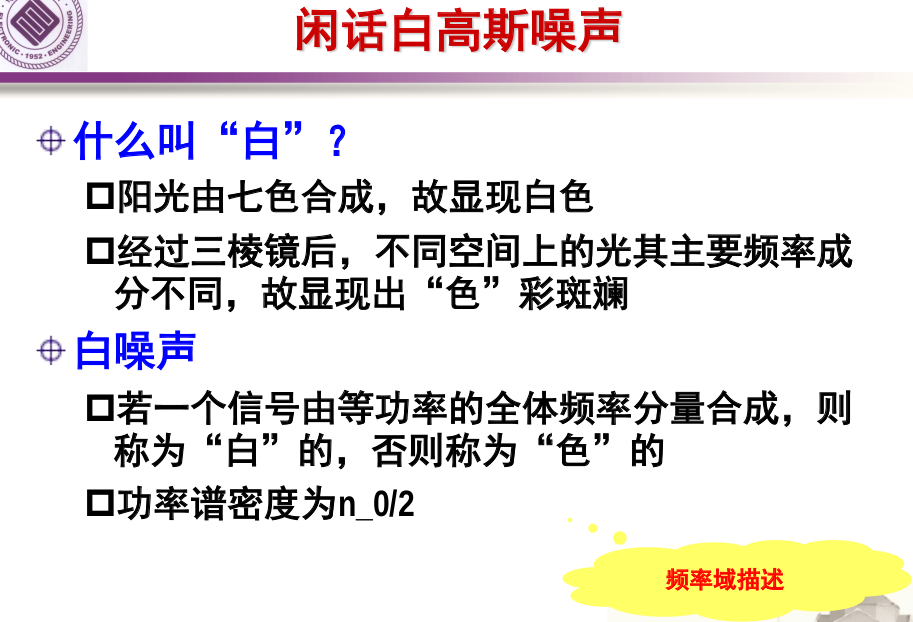 闲话白高斯噪声
ELECTRONIC · 1952 · ENGINEERING
什么叫“白”？
阳光由七色合成，故显现白色
经过三棱镜后，不同空间上的光其主要频率成
分不同，故显现出“色”彩斑斓
白噪声
若一个信号由等功率的全体频率分量合成，则
称为“白”的，否则称为“色”的
功率谱密度为n_0/2
频率域描述